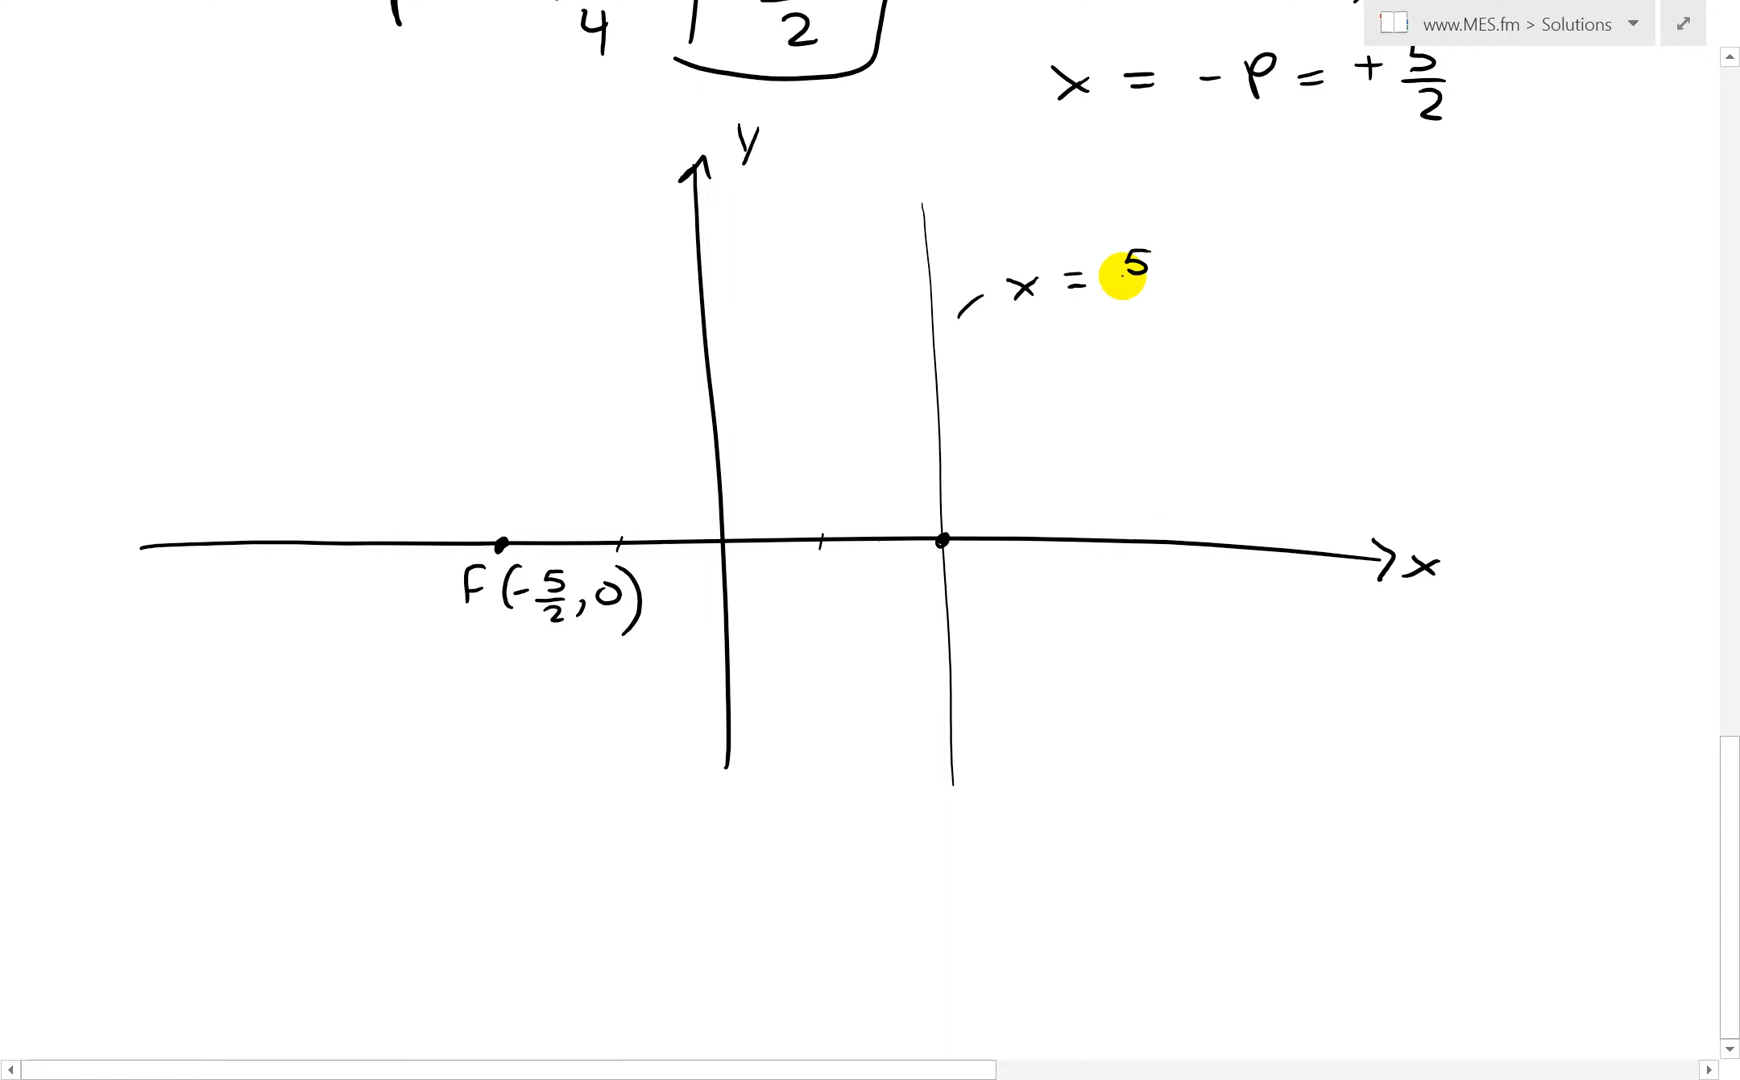 4
2
www.MES.fm > Solutions
x = - P = + 5/2
y
x = 5
x
F(-5/2, 0)